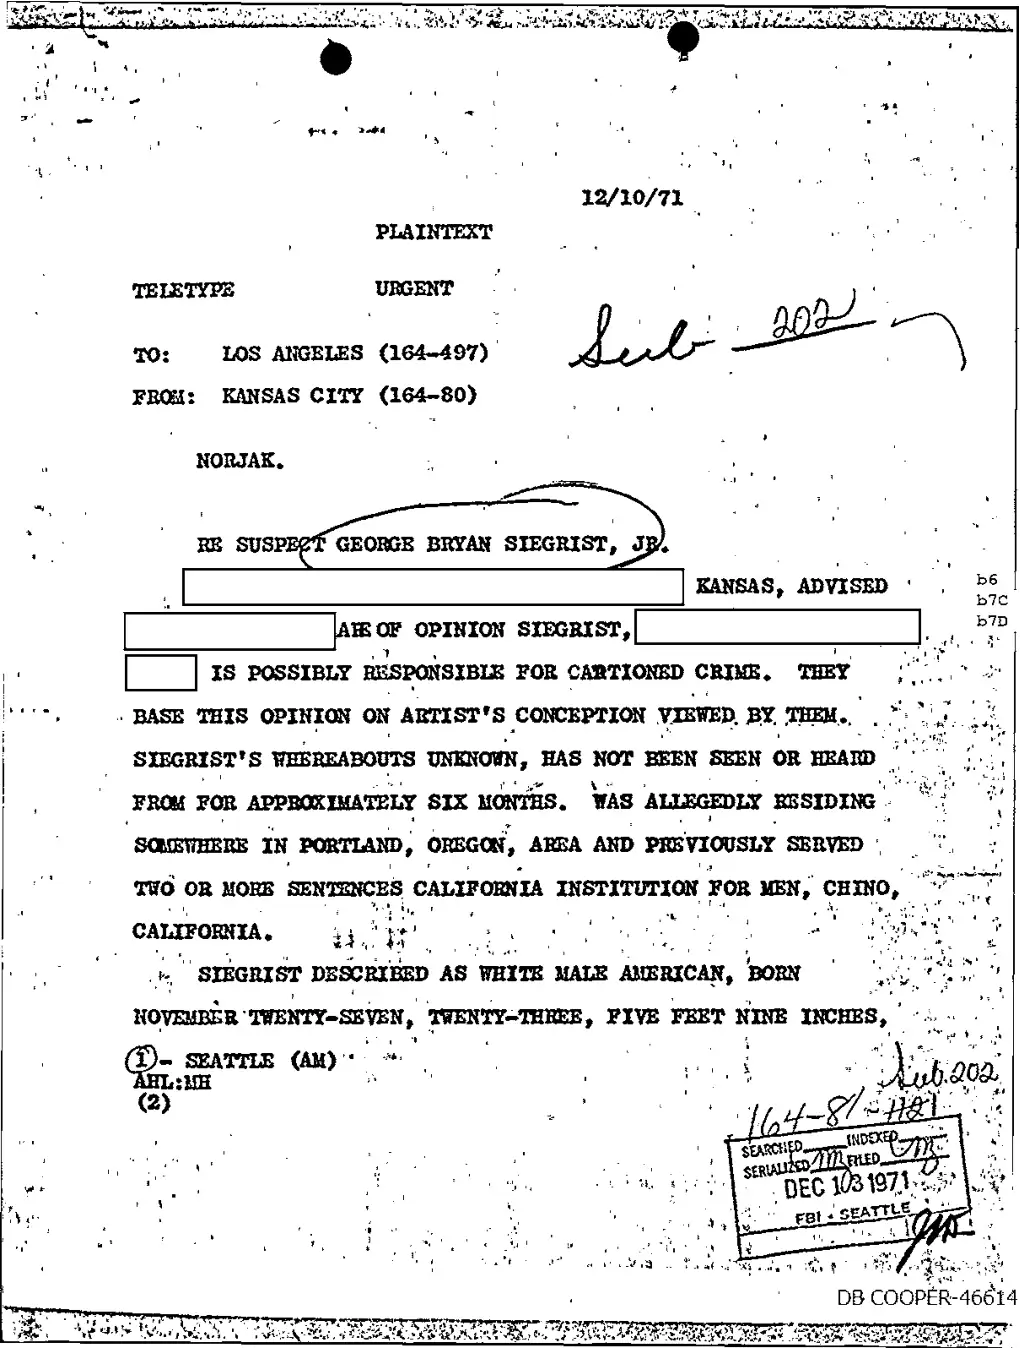 12/10/71
PLAINTEXT
TELETYPE URGENT
Sub 202
TO: LOS ANGELES (164-497)
FROM: KANSAS CITY (164-80)
NORJAK.
RE SUSPECT GEORGE BRYAN SIEGRIST, JR.
KANSAS, ADVISED b6
b7C
ARE OF OPINION SIEGRIST, b7D
IS POSSIBLY RESPONSIBLE FOR CAPTIONED CRIME. THEY
BASE THIS OPINION ON ARTIST'S CONCEPTION VIEWED BY THEM.
SIEGRIST'S WHEREABOUTS UNKNOWN, HAS NOT BEEN SEEN OR HEARD
FROM FOR APPROXIMATELY SIX MONTHS. WAS ALLEGEDLY RESIDING
SOMEWHERE IN PORTLAND, OREGON, AREA AND PREVIOUSLY SERVED
TWO OR MORE SENTENCES CALIFORNIA INSTITUTION FOR MEN, CHINO,
CALIFORNIA.
SIEGRIST DESCRIBED AS WHITE MALE AMERICAN, BORN
NOVEMBER TWENTY-SEVEN, TWENTY-THREE, FIVE FEET NINE INCHES,
1 - SEATTLE (AM)
AHL:MH
(2)
Sub.202
164-81-1121
SEARCHED INDEXED
SERIALIZED FILED
DEC 1971
FBI - SEATTLE
DB COOPER-46614